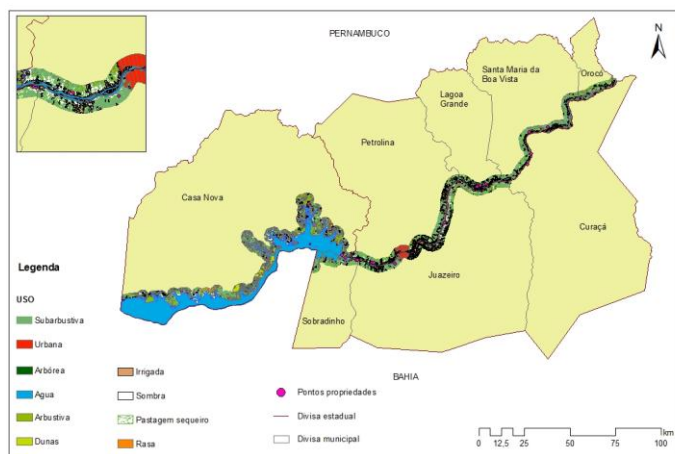 PERNAMBUCO
N
Santa Maria da
Boa Vista
Orocó
Lagoa
Grande
Petrolina
Casa Nova
Curaçá
Juazeiro
Sobradinho
BAHIA
Legenda
USO
Subarbustiva
Urbana
Arbórea
Agua
Arbustiva
Dunas
Irrigada
Sombra
Pastagem sequeiro
Rasa
Pontos propriedades
Divisa estadual
Divisa municipal
km
0 12,5 25 50 75 100